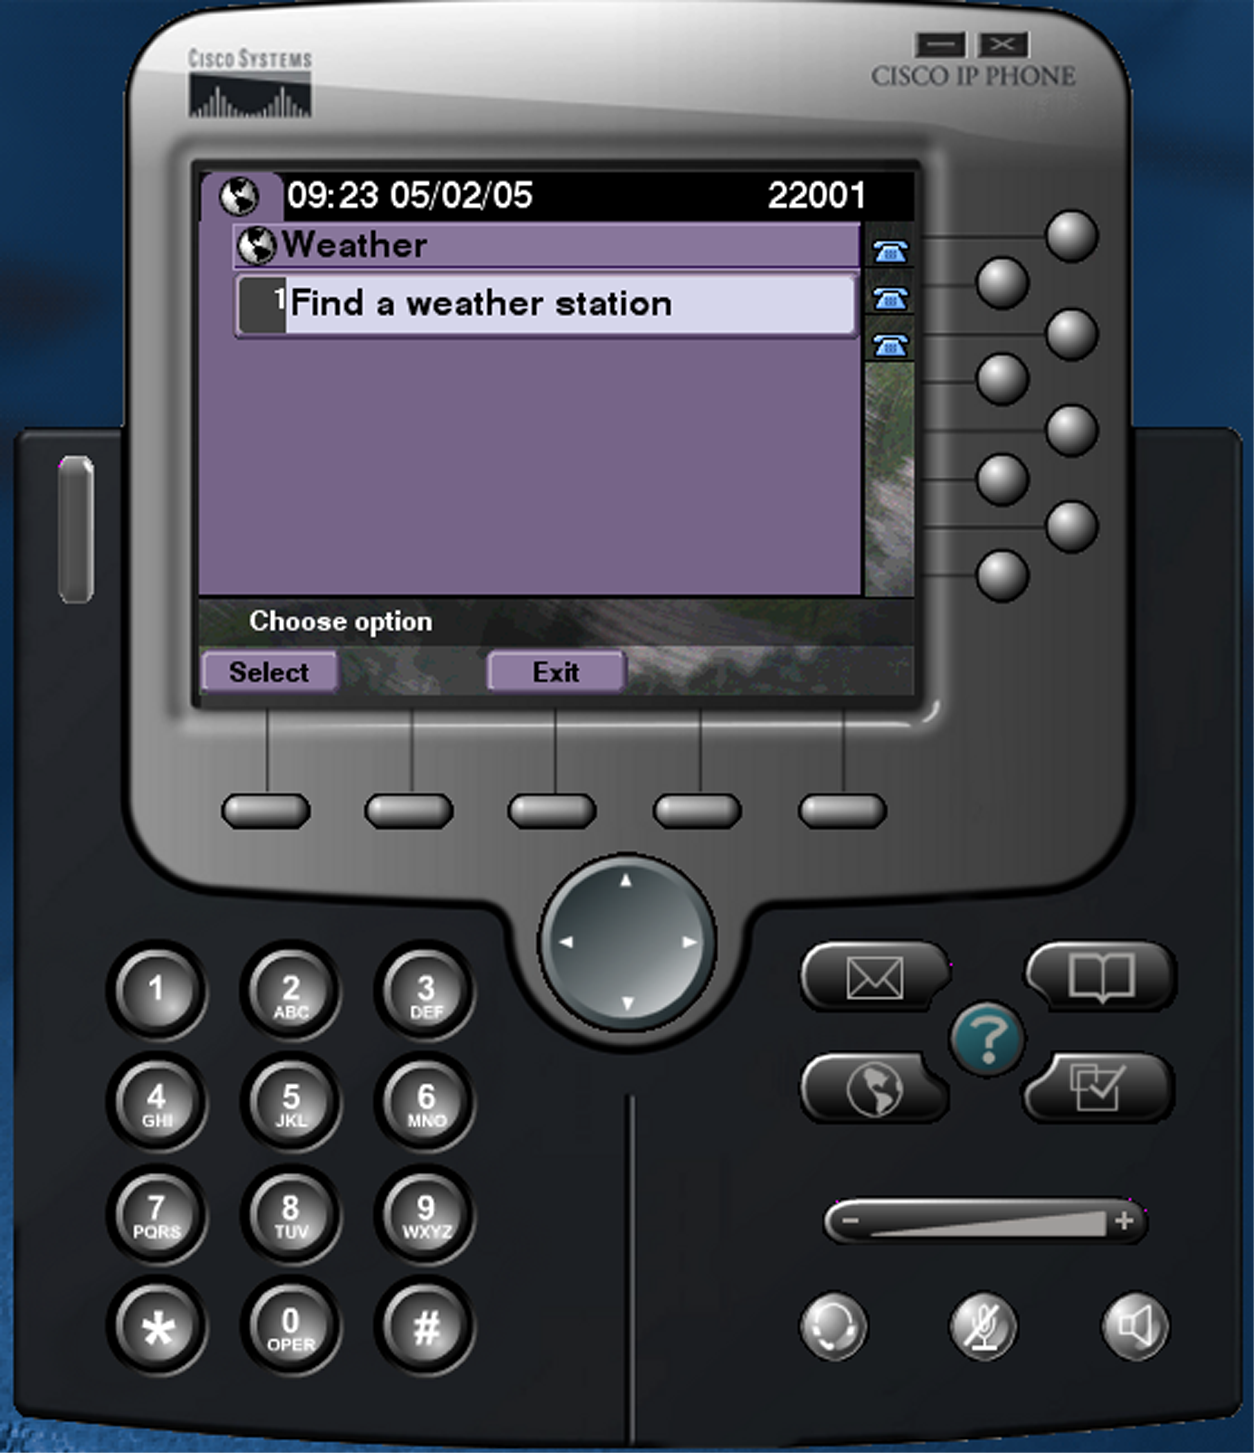 CISCO SYSTEMS
CISCO IP PHONE
09:23 05/02/05 22001
Weather
1 Find a weather station
Choose option
Select Exit
1 2 3
ABC DEF
4 5 6
GHI JKL MNO
7 8 9
PQRS TUV WXYZ
* 0 #
OPER
?
- +